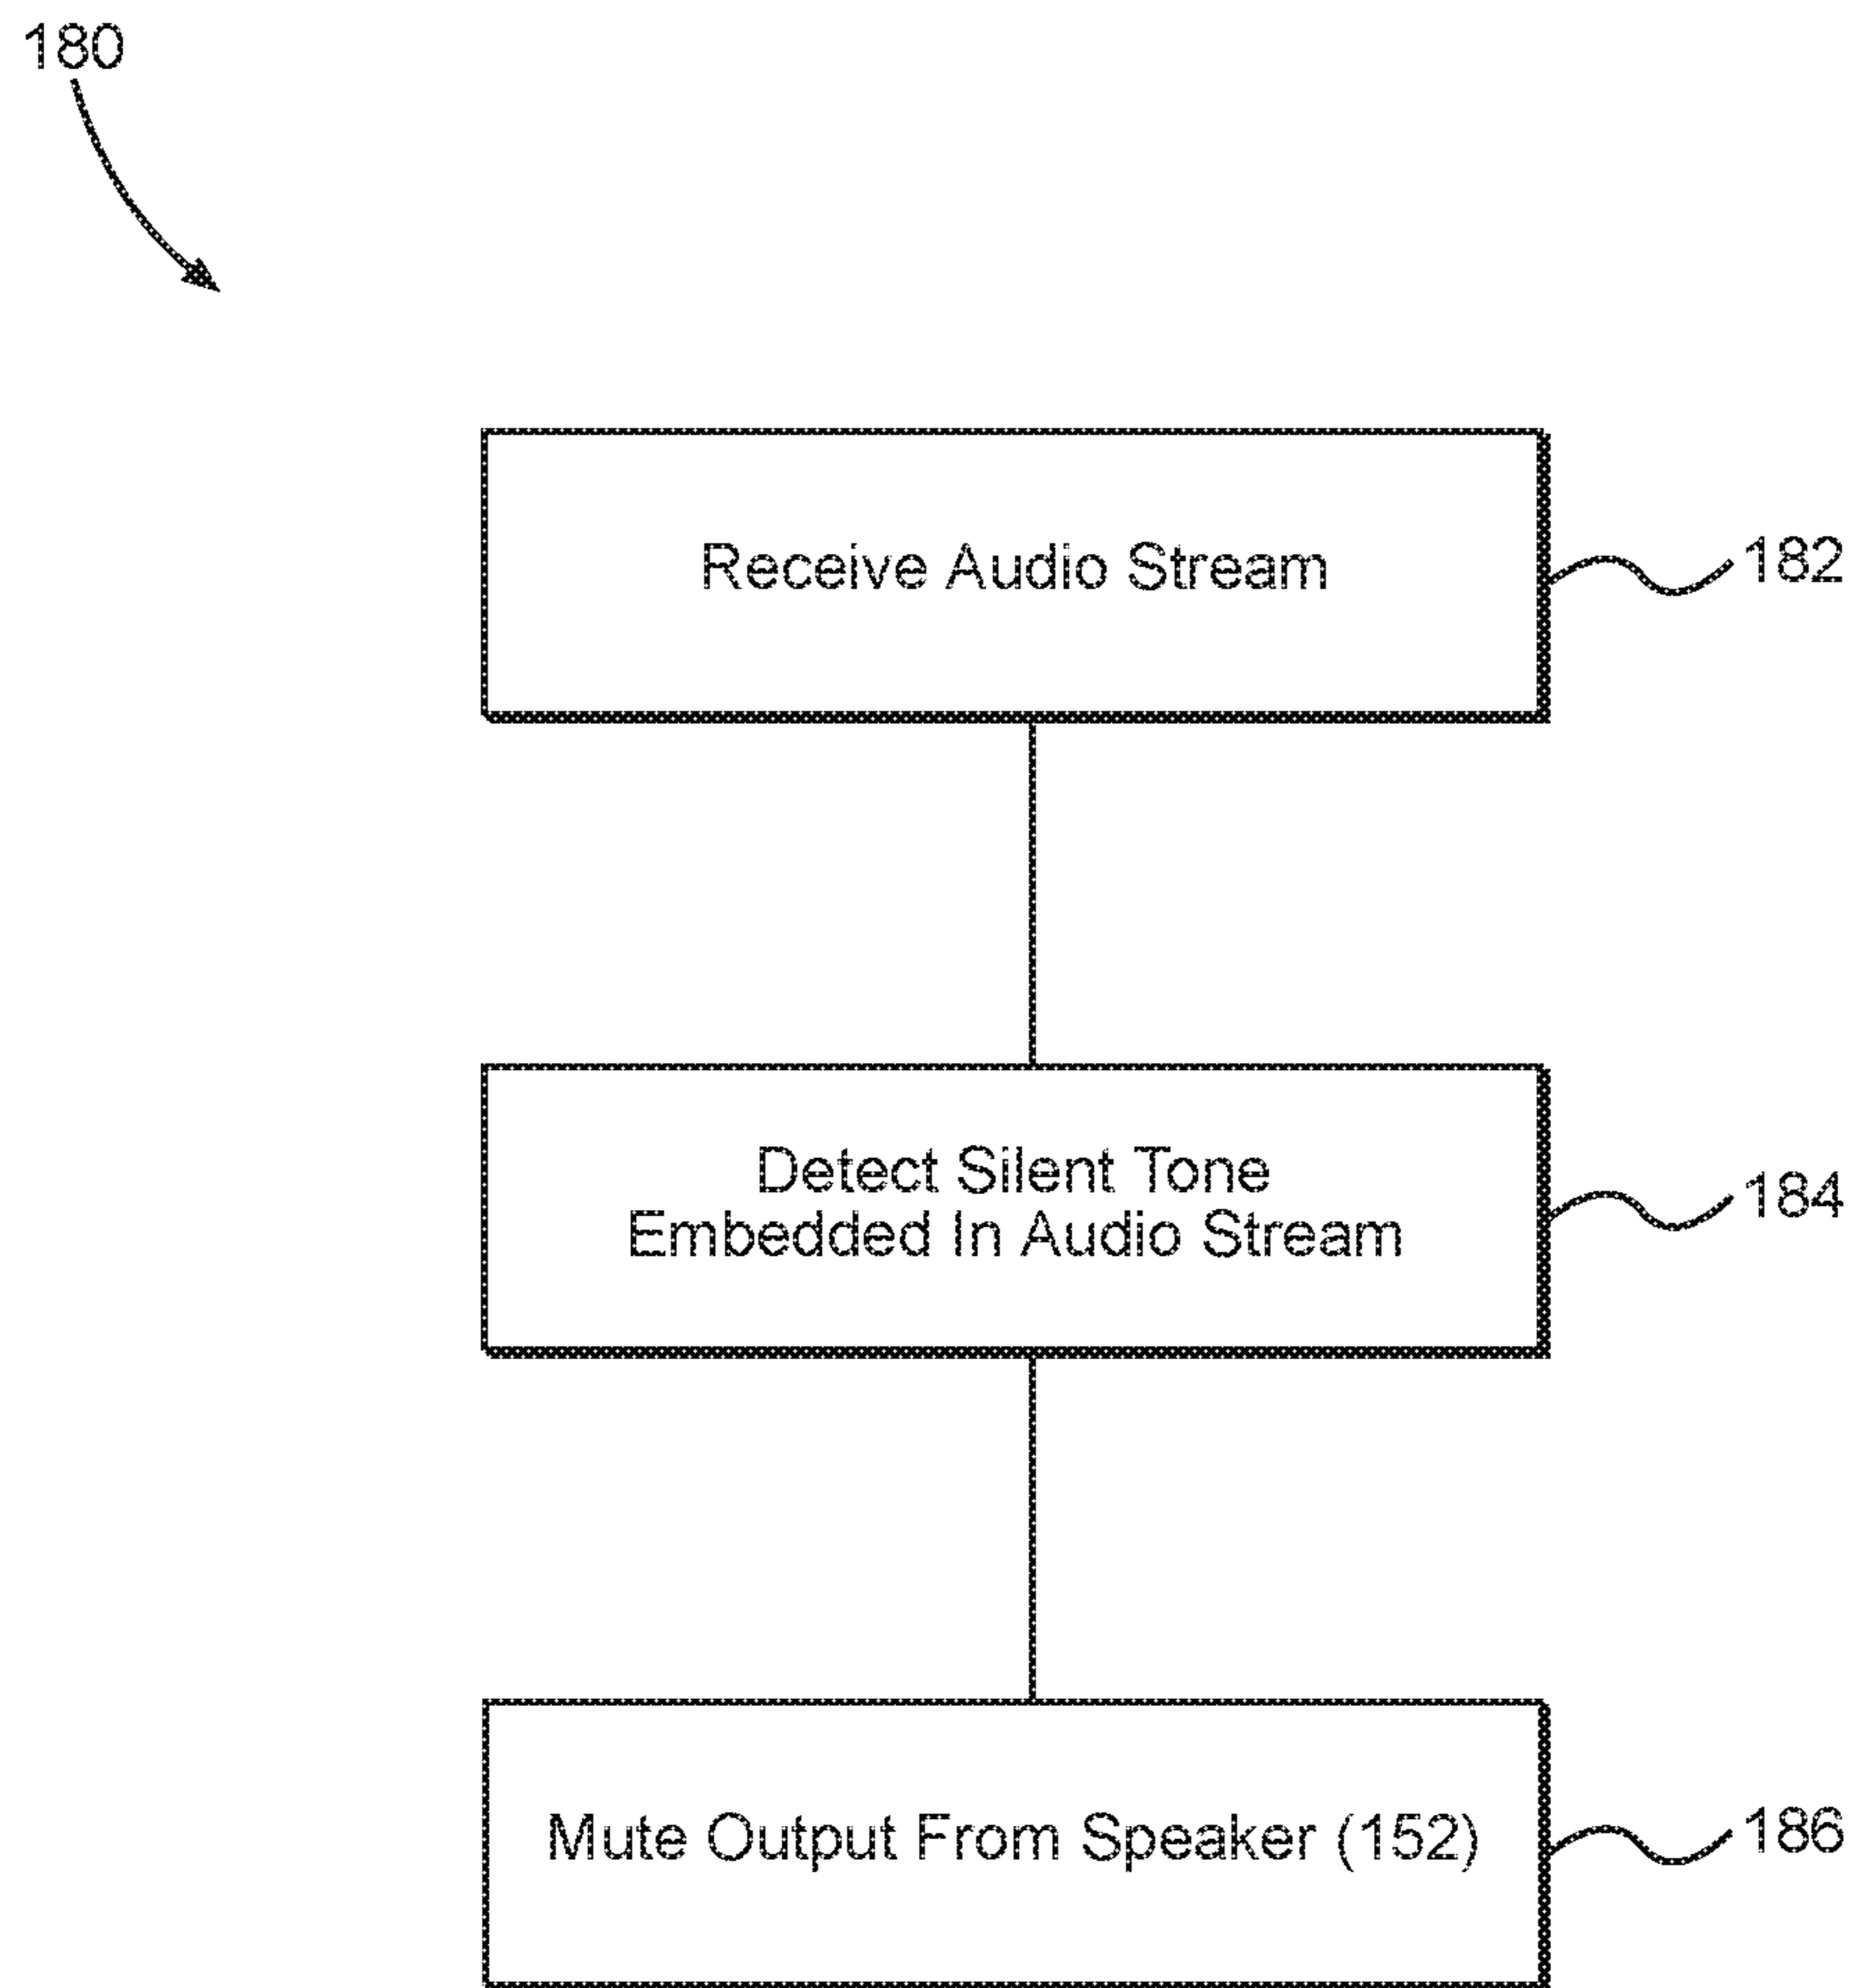 180
Receive Audio Stream
182
Detect Silent Tone
Embedded In Audio Stream
184
Mute Output From Speaker (152)
186